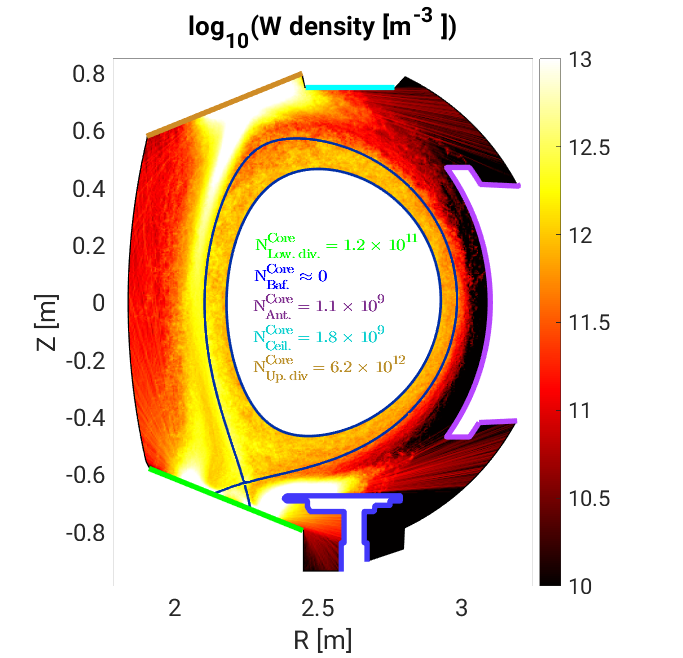 log10(W density [m-3 ])
0.8
0.6
0.4
0.2
0
-0.2
-0.4
-0.6
-0.8
Z [m]
2
2.5
3
R [m]
N^Core_Low. div. = 1.2 × 10^11
N^Core_Baf. ≈ 0
N^Core_Ant. = 1.1 × 10^9
N^Core_Ceil. = 1.8 × 10^9
N^Core_Up. div = 6.2 × 10^12
13
12.5
12
11.5
11
10.5
10